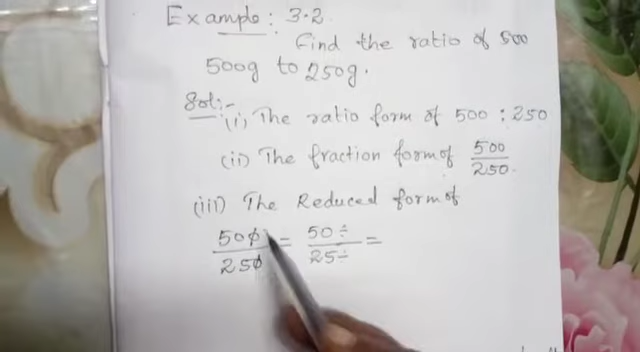 Example: 3.2
Find the ratio of 500
500g to 250g.
Sol:-
(i) The ratio form of 500 : 250
(ii) The fraction form of 500/250.
(iii) The Reduced form of
500/250 = 50÷/25÷ =